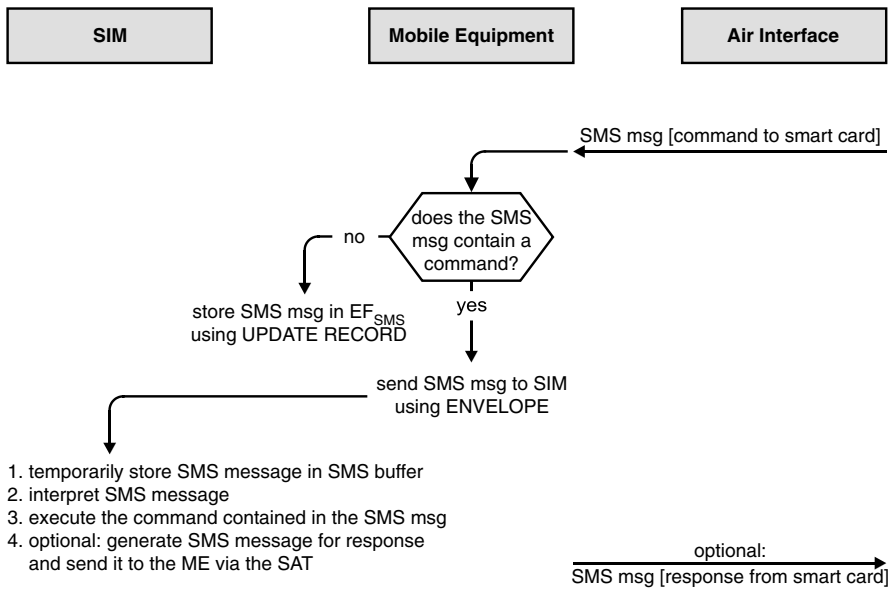 SIM
Mobile Equipment
Air Interface
SMS msg [command to smart card]
does the SMS
msg contain a
command?
no
yes
store SMS msg in EFSMS
using UPDATE RECORD
send SMS msg to SIM
using ENVELOPE
1. temporarily store SMS message in SMS buffer
2. interpret SMS message
3. execute the command contained in the SMS msg
4. optional: generate SMS message for response
and send it to the ME via the SAT
optional:
SMS msg [response from smart card]